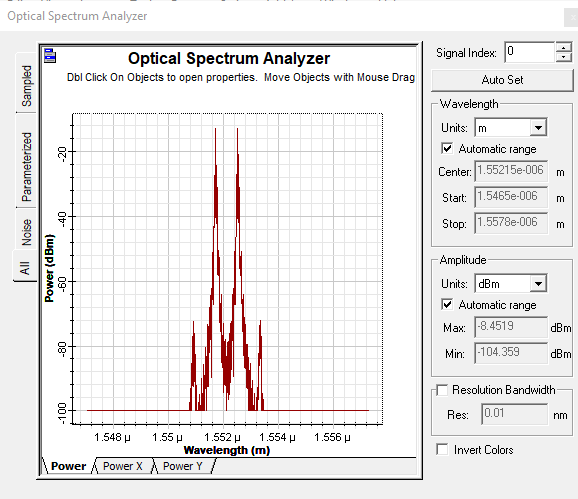 Optical Spectrum Analyzer
x
Signal Index: 0
Auto Set
Optical Spectrum Analyzer
Dbl Click On Objects to open properties. Move Objects with Mouse Drag
Sampled
Parameterized
Noise
All
Power (dBm)
-20
-40
-60
-80
-100
1.548 µ
1.55 µ
1.552 µ
1.554 µ
1.556 µ
Wavelength (m)
Power
Power X
Power Y
Wavelength
Units: m
Automatic range
Center: 1.55215e-006 m
Start: 1.5465e-006 m
Stop: 1.5578e-006 m
Amplitude
Units: dBm
Automatic range
Max: -8.4519 dBm
Min: -104.359 dBm
Resolution Bandwidth
Res: 0.01 nm
Invert Colors